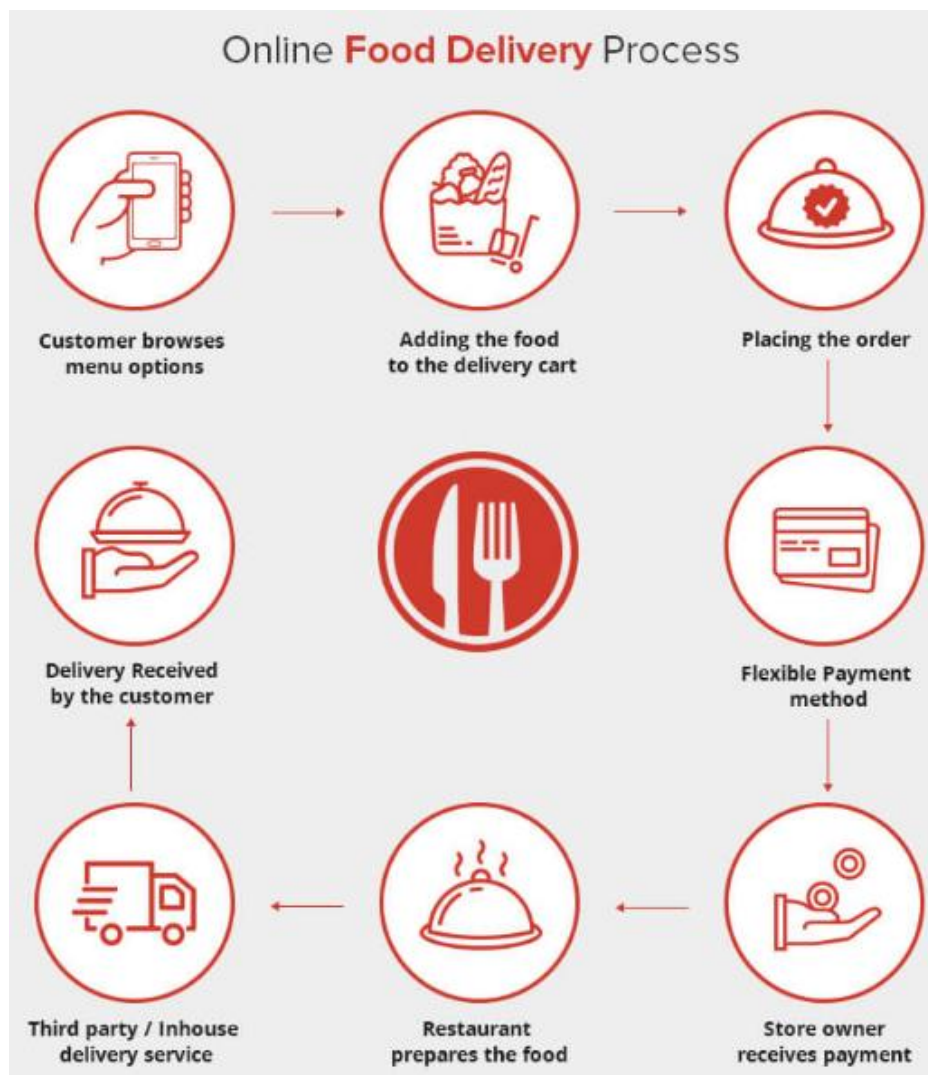 Online Food Delivery Process
Customer browses
menu options
Adding the food
to the delivery cart
Placing the order
Flexible Payment
method
Store owner
receives payment
Restaurant
prepares the food
Third party / Inhouse
delivery service
Delivery Received
by the customer